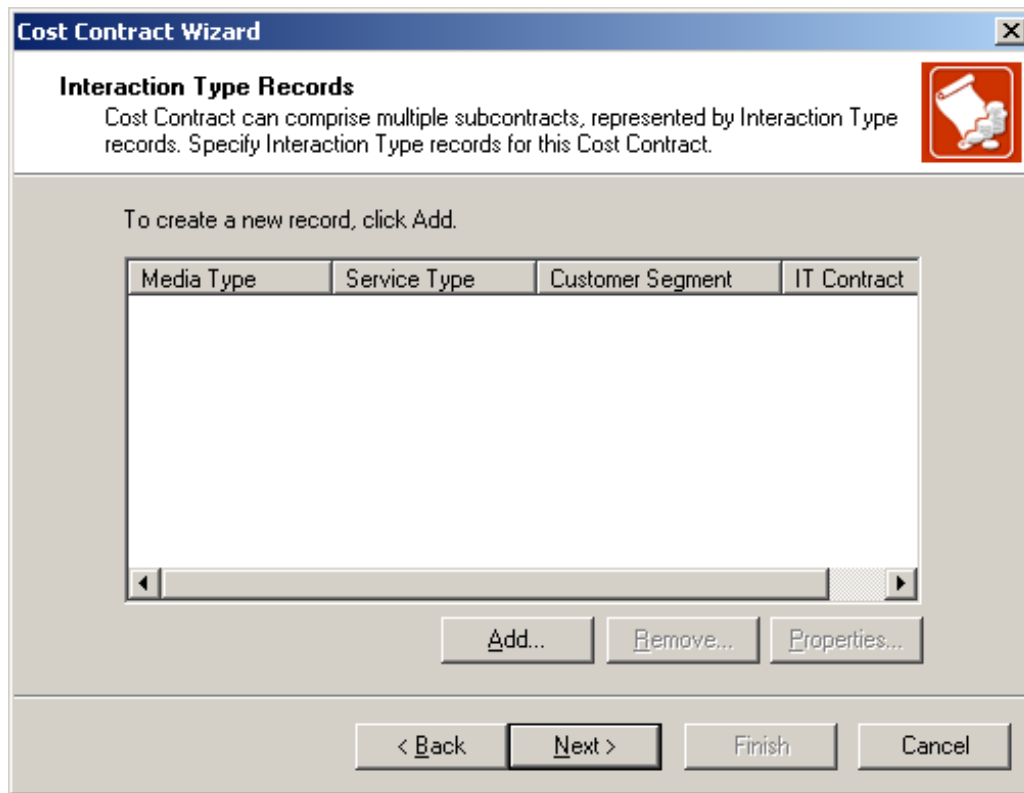 Cost Contract Wizard
Interaction Type Records
Cost Contract can comprise multiple subcontracts, represented by Interaction Type
records. Specify Interaction Type records for this Cost Contract.
To create a new record, click Add.
Media Type Service Type Customer Segment IT Contract
Add... Remove... Properties...
< Back Next > Finish Cancel